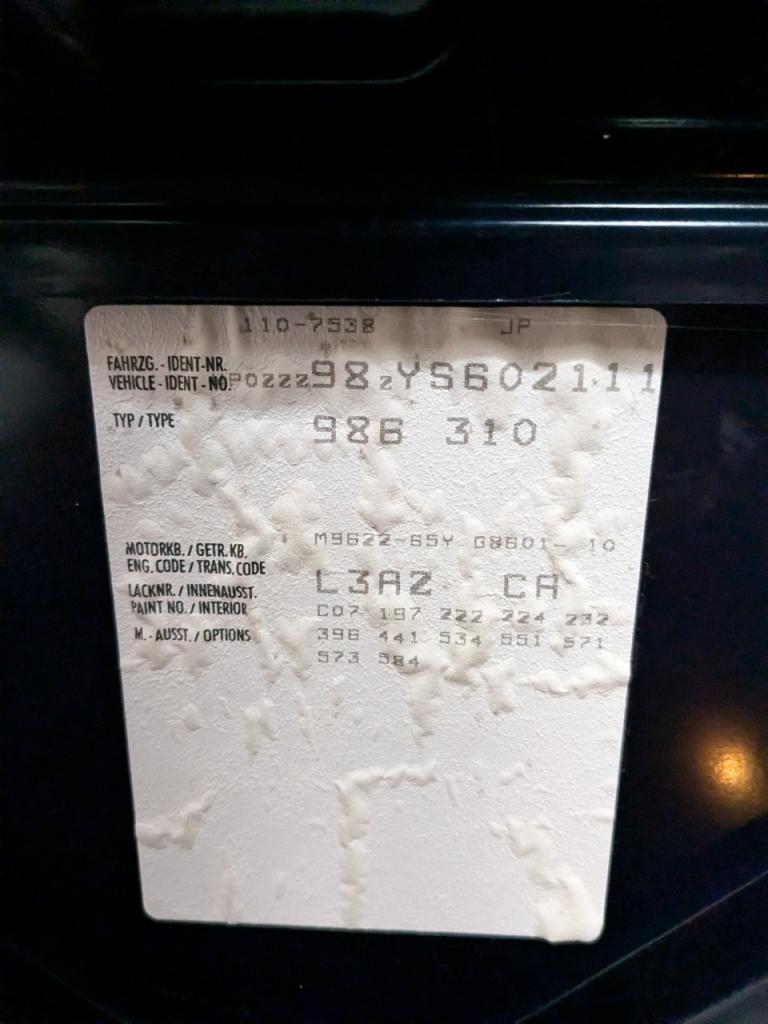 110-7538 JP
FAHRZG.-IDENT-NR.
VEHICLE-IDENT-NO. P0ZZZ98ZYS602111
TYP / TYPE 986 310
MOTORKB. / GETR.KB. M9622-65Y G8601- 10
ENG.CODE / TRANS.CODE
LACKNR. / INNENAUSST. L3AZ CA
PAINT NO. / INTERIOR C07 197 222 224 232
M.-AUSST. / OPTIONS 396 441 534 551 571
573 584